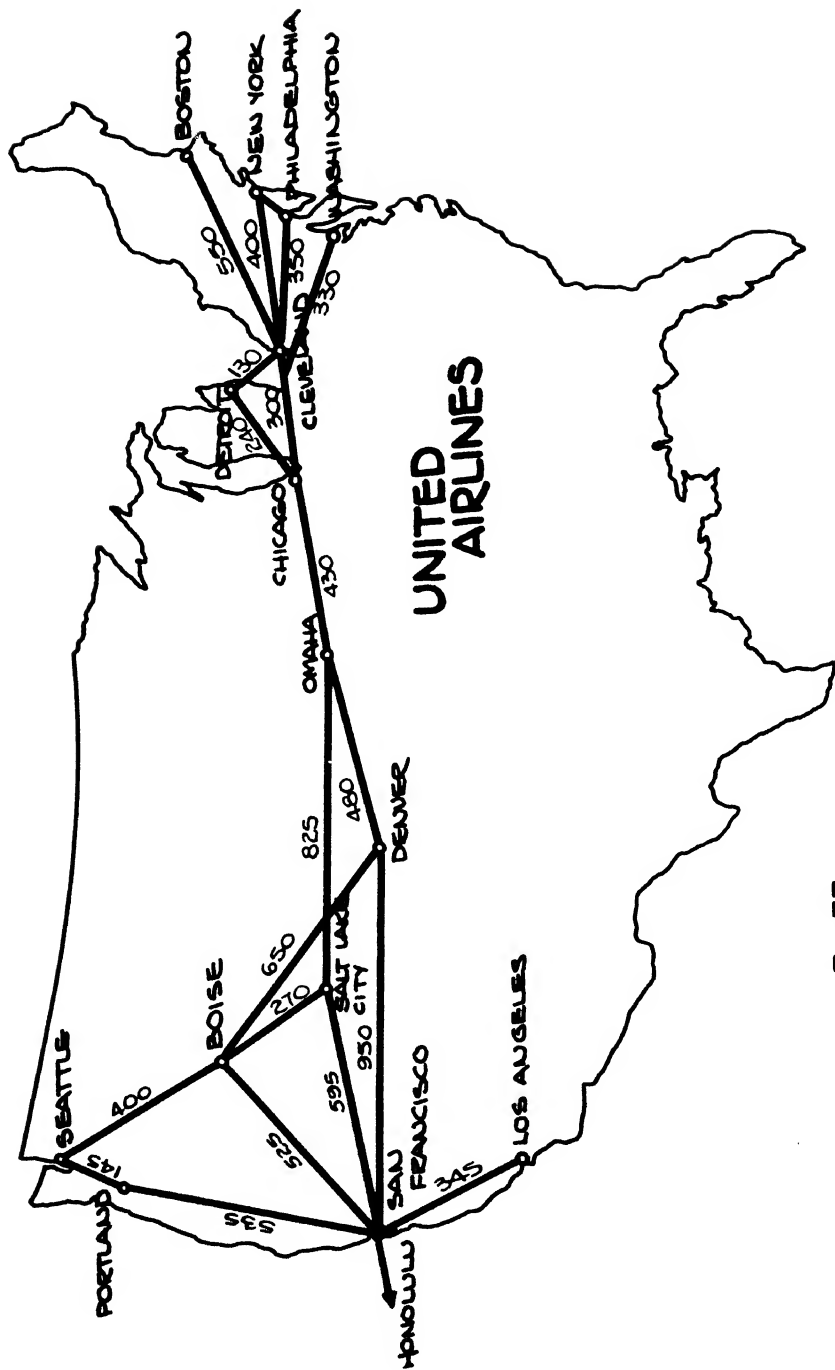 SEATTLE
PORTLAND
145
400
BOISE
535
525
650
270
SALT LAKE
CITY
595
950
SAN
FRANCISCO
HONOLULU
345
LOS ANGELES
825
480
DENVER
OMAHA
430
CHICAGO
DETROIT
240
130
300
CLEVELAND
550
400
350
330
BOSTON
NEW YORK
PHILADELPHIA
WASHINGTON
UNITED
AIRLINES